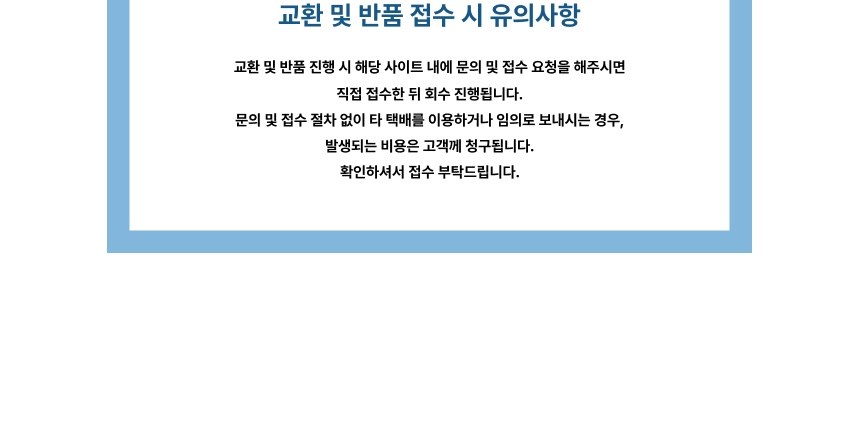 교환 및 반품 접수 시 유의사항
교환 및 반품 진행 시 해당 사이트 내에 문의 및 접수 요청을 해주시면
직접 접수한 뒤 회수 진행됩니다.
문의 및 접수 절차 없이 타 택배를 이용하거나 임의로 보내시는 경우,
발생되는 비용은 고객께 청구됩니다.
확인하셔서 접수 부탁드립니다.